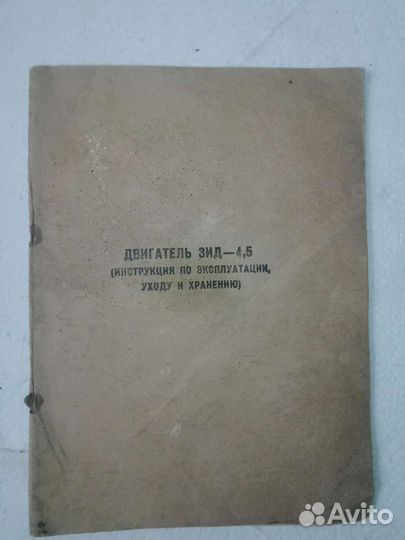 ДВИГАТЕЛЬ ЗИД—4,5
(ИНСТРУКЦИЯ ПО ЭКСПЛУАТАЦИИ,
УХОДУ И ХРАНЕНИЮ)
Avito